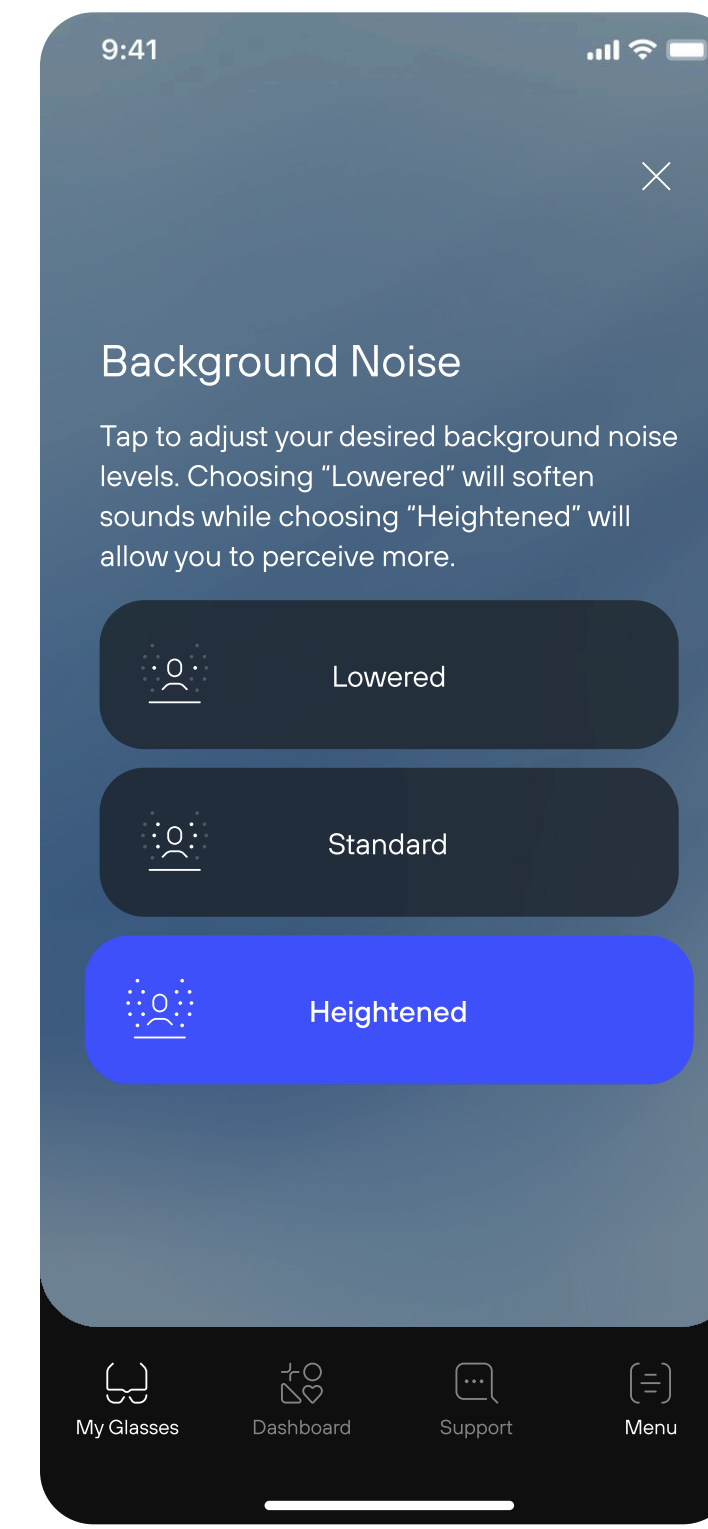 9:41
Background Noise
Tap to adjust your desired background noise
levels. Choosing “Lowered” will soften
sounds while choosing “Heightened” will
allow you to perceive more.
Lowered
Standard
Heightened
My Glasses
Dashboard
Support
Menu